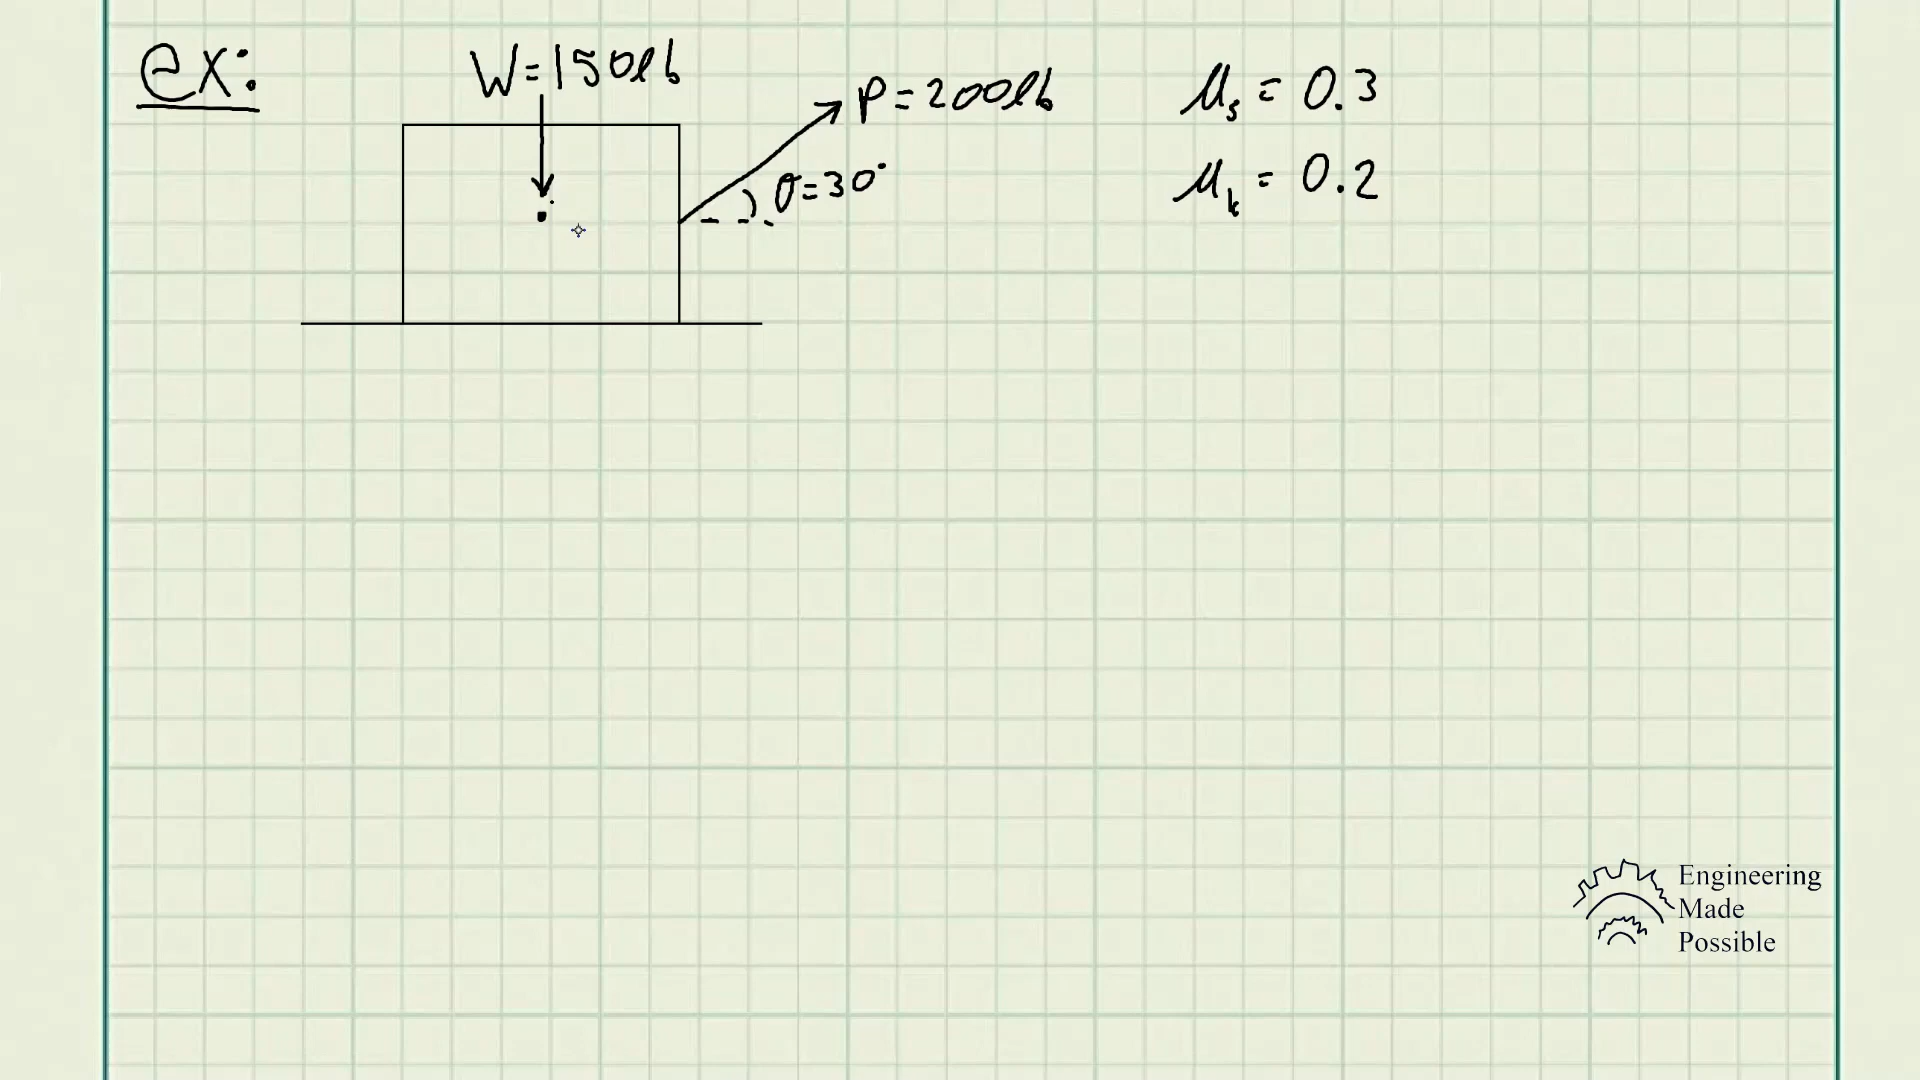 ex:
W=150lb
P=200lb
θ=30°
μs = 0.3
μk = 0.2
Engineering
Made
Possible